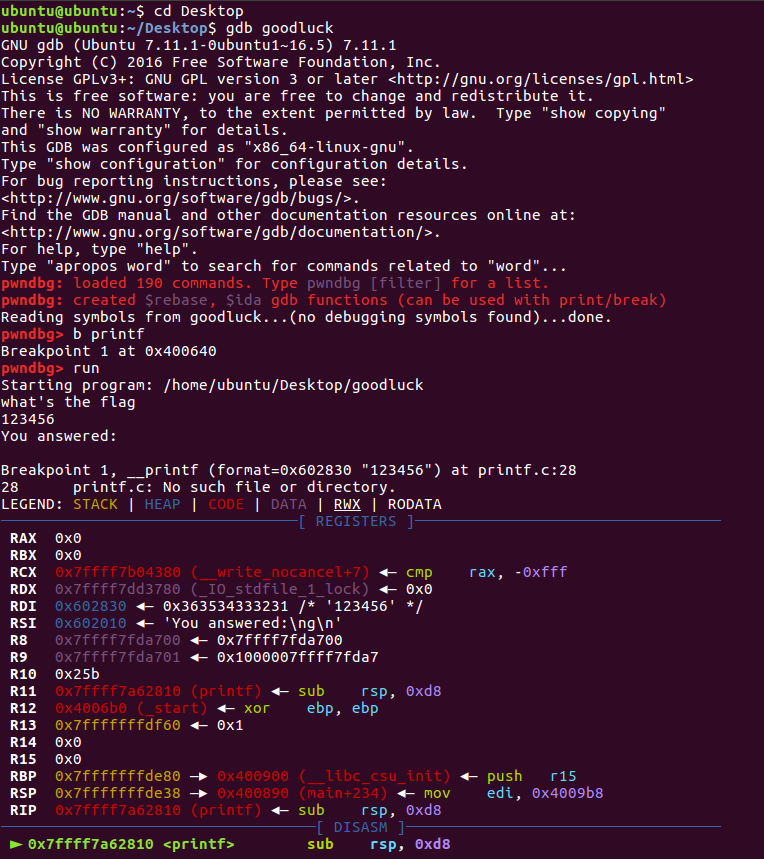 ubuntu@ubuntu:~$ cd Desktop
ubuntu@ubuntu:~/Desktop$ gdb goodluck
GNU gdb (Ubuntu 7.11.1-0ubuntu1~16.5) 7.11.1
Copyright (C) 2016 Free Software Foundation, Inc.
License GPLv3+: GNU GPL version 3 or later <http://gnu.org/licenses/gpl.html>
This is free software: you are free to change and redistribute it.
There is NO WARRANTY, to the extent permitted by law.  Type "show copying"
and "show warranty" for details.
This GDB was configured as "x86_64-linux-gnu".
Type "show configuration" for configuration details.
For bug reporting instructions, please see:
<http://www.gnu.org/software/gdb/bugs/>.
Find the GDB manual and other documentation resources online at:
<http://www.gnu.org/software/gdb/documentation/>.
For help, type "help".
Type "apropos word" to search for commands related to "word"...
pwndbg: loaded 190 commands. Type pwndbg [filter] for a list.
pwndbg: created $rebase, $ida gdb functions (can be used with print/break)
Reading symbols from goodluck...(no debugging symbols found)...done.
pwndbg> b printf
Breakpoint 1 at 0x400640
pwndbg> run
Starting program: /home/ubuntu/Desktop/goodluck
what's the flag
123456
You answered:
Breakpoint 1, __printf (format=0x602830 "123456") at printf.c:28
28      printf.c: No such file or directory.
LEGEND: STACK | HEAP | CODE | DATA | RWX | RODATA
[ REGISTERS ]
RAX  0x0
RBX  0x0
RCX  0x7ffff7b04380 (__write_nocancel+7) ◂— cmp    rax, -0xfff
RDX  0x7ffff7dd3780 (_IO_stdfile_1_lock) ◂— 0x0
RDI  0x602830 ◂— 0x363534333231 /* '123456' */
RSI  0x602010 ◂— 'You answered:\ng\n'
R8   0x7ffff7fda700 ◂— 0x7ffff7fda700
R9   0x7ffff7fda701 ◂— 0x1000007ffff7fda7
R10  0x25b
R11  0x7ffff7a62810 (printf) ◂— sub    rsp, 0xd8
R12  0x4006b0 (_start) ◂— xor    ebp, ebp
R13  0x7fffffffdf60 ◂— 0x1
R14  0x0
R15  0x0
RBP  0x7fffffffde80 —▸ 0x400900 (__libc_csu_init) ◂— push   r15
RSP  0x7fffffffde38 —▸ 0x400890 (main+234) ◂— mov    edi, 0x4009b8
RIP  0x7ffff7a62810 (printf) ◂— sub    rsp, 0xd8
[ DISASM ]
► 0x7ffff7a62810 <printf>        sub    rsp, 0xd8